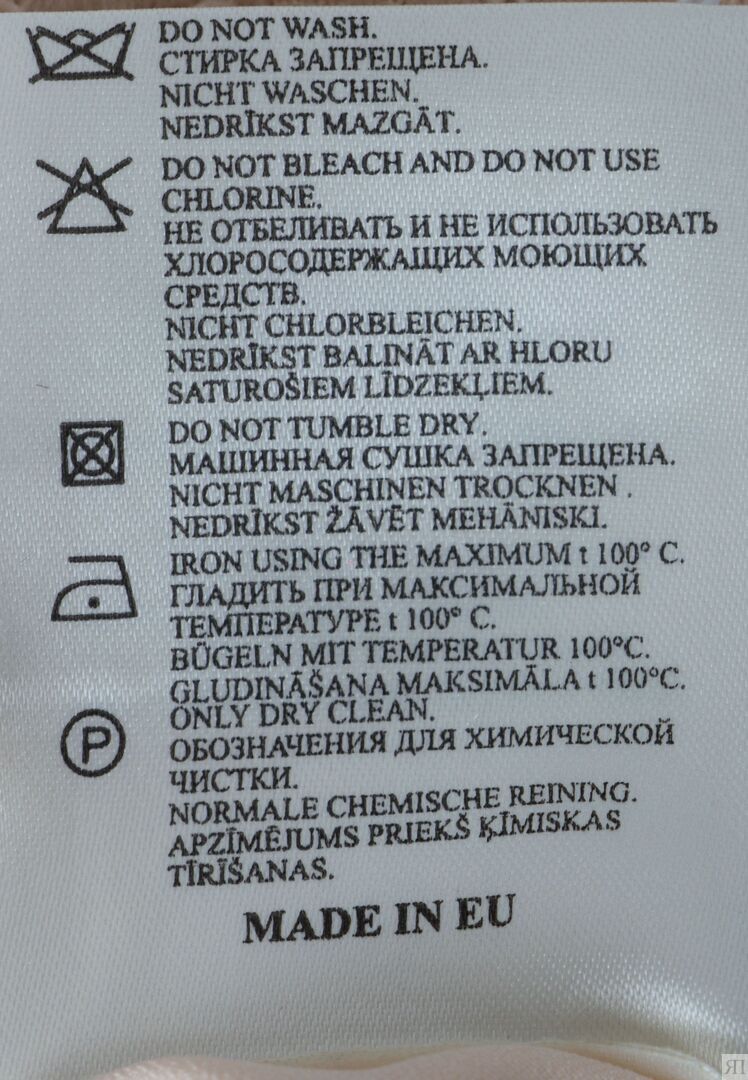 DO NOT WASH.
СТИРКА ЗАПРЕЩЕНА.
NICHT WASCHEN.
NEDRĪKST MAZGĀT.
DO NOT BLEACH AND DO NOT USE
CHLORINE.
НЕ ОТБЕЛИВАТЬ И НЕ ИСПОЛЬЗОВАТЬ
ХЛОРОСОДЕРЖАЩИХ МОЮЩИХ
СРЕДСТВ.
NICHT CHLORBLEICHEN.
NEDRĪKST BALINĀT AR HLORU
SATUROŠIEM LĪDZEKĻIEM.
DO NOT TUMBLE DRY.
МАШИННАЯ СУШКА ЗАПРЕЩЕНА.
NICHT MASCHINEN TROCKNEN .
NEDRĪKST ŽĀVĒT MEHĀNISKI.
IRON USING THE MAXIMUM t 100° C.
ГЛАДИТЬ ПРИ МАКСИМАЛЬНОЙ
ТЕМПЕРАТУРЕ t 100° C.
BÜGELN MIT TEMPERATUR 100°C.
GLUDINĀŠANA MAKSIMĀLA t 100°C.
P
ONLY DRY CLEAN.
ОБОЗНАЧЕНИЯ ДЛЯ ХИМИЧЕСКОЙ
ЧИСТКИ.
NORMALE CHEMISCHE REINING.
APZĪMĒJUMS PRIEKŠ ĶĪMISKAS
TĪRĪŠANAS.
MADE IN EU
ЯП